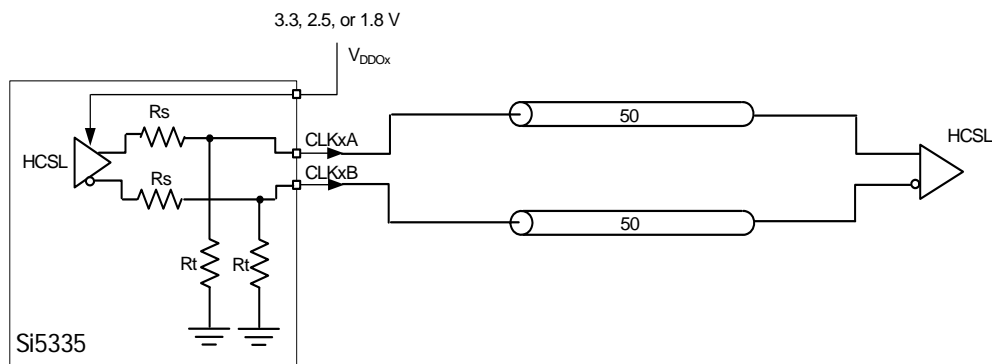 3.3, 2.5, or 1.8 V
VDDOx
Rs
HCSL
Rs
CLKxA
CLKxB
Rt
Rt
Si5335
50
50
HCSL